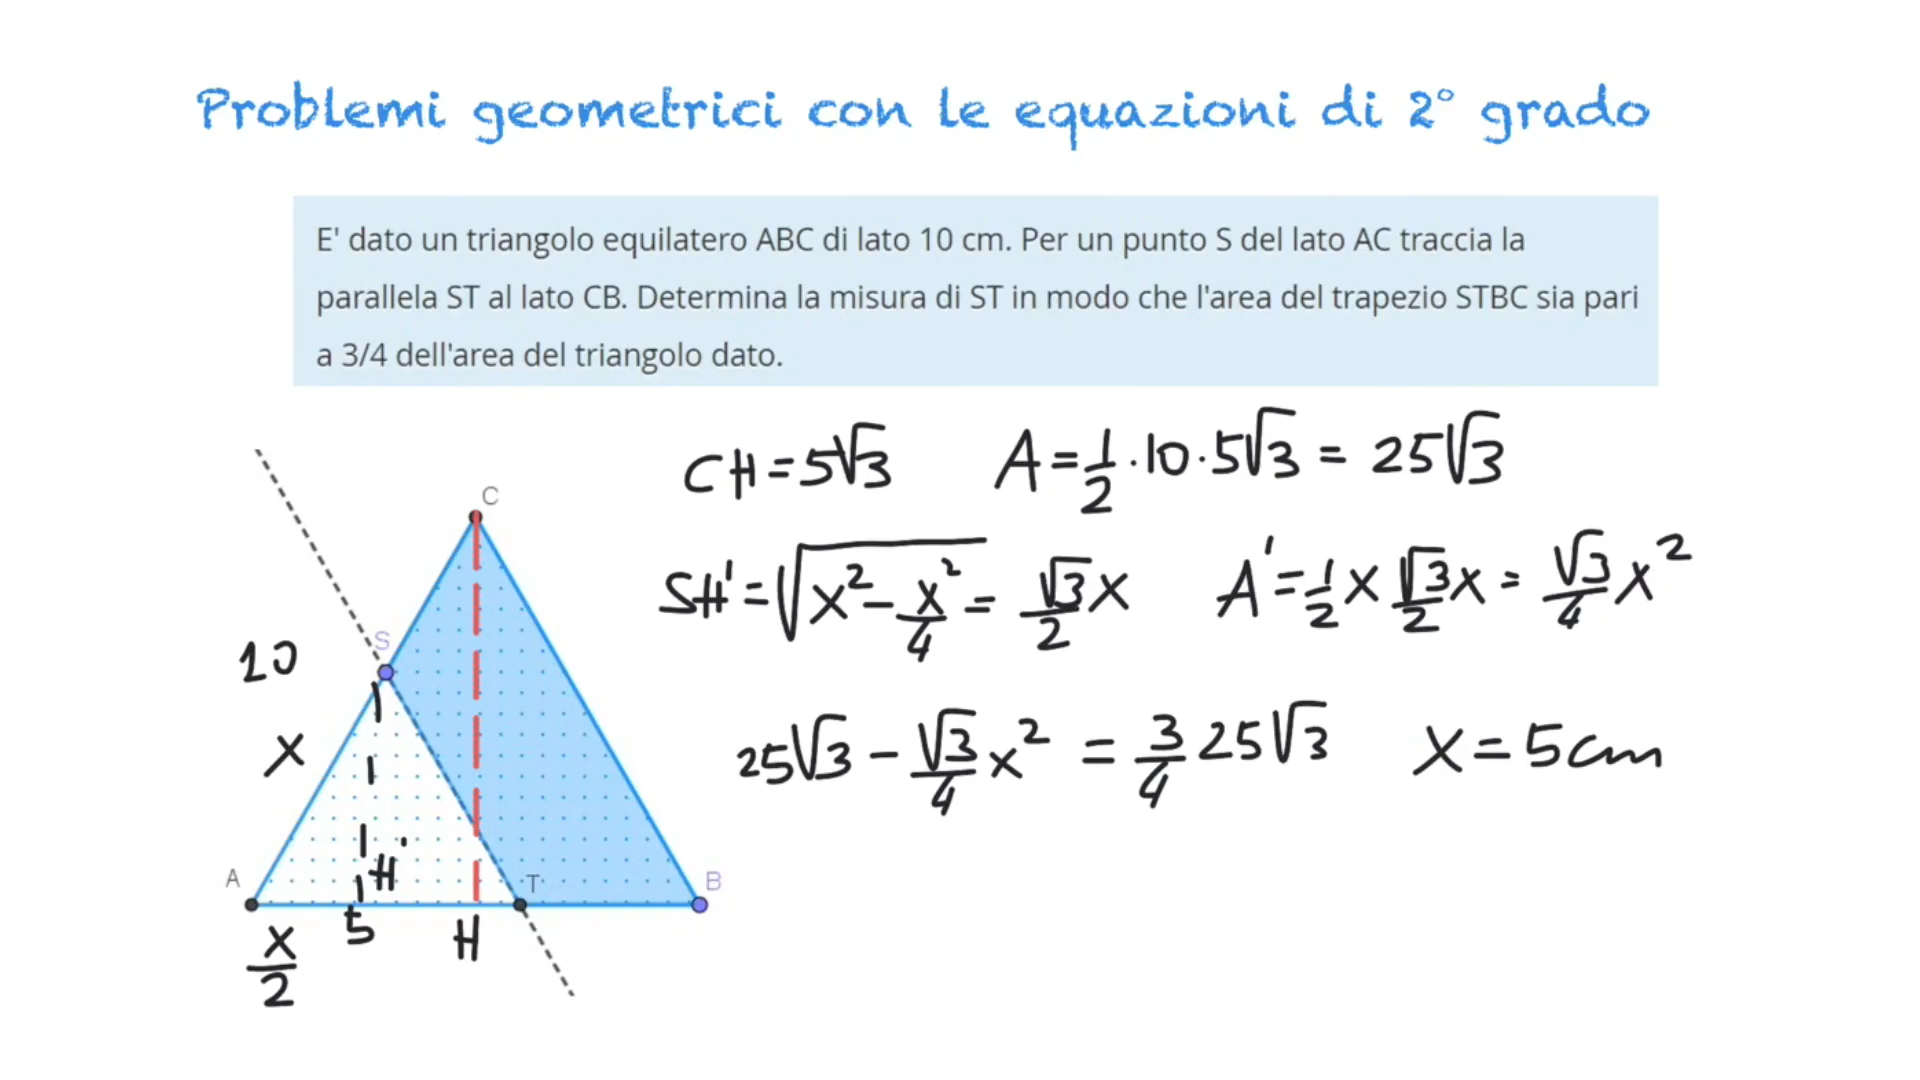 Problemi geometrici con le equazioni di 2° grado
E' dato un triangolo equilatero ABC di lato 10 cm. Per un punto S del lato AC traccia la
parallela ST al lato CB. Determina la misura di ST in modo che l'area del trapezio STBC sia pari
a 3/4 dell'area del triangolo dato.
CH = 5√3   A = 1/2 · 10 · 5√3 = 25√3
SH' = √(x² - x²/4) = √3/2 x   A' = 1/2 x √3/2 x = √3/4 x²
25√3 - √3/4 x² = 3/4 25√3   x = 5 cm
C
S
10
x
H'
A
T
B
x/2
5
H